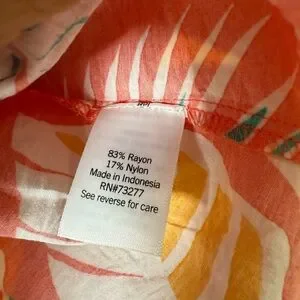 83% Rayon
17% Nylon
Made in Indonesia
RN#73277
See reverse for care